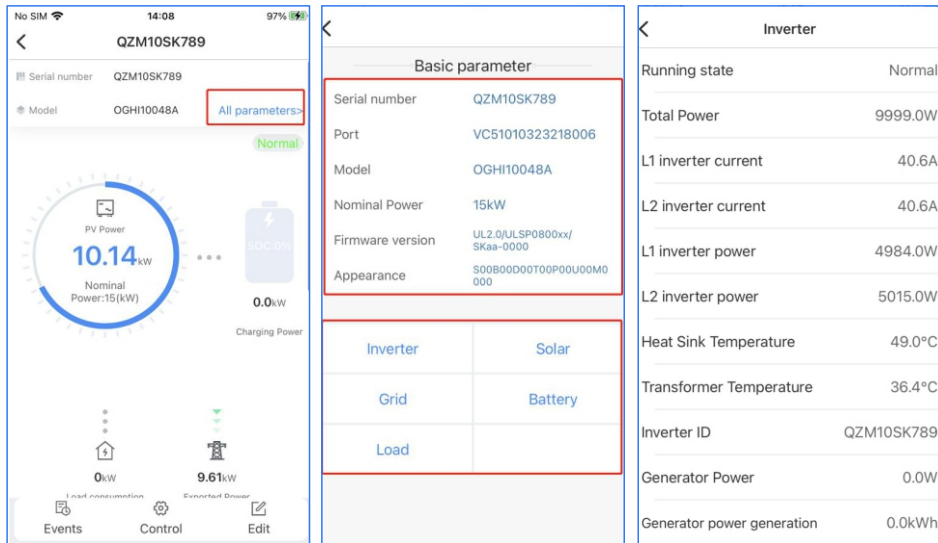 No SIM 14:08 97%
QZM10SK789
Serial number QZM10SK789
Model OGHI10048A All parameters>
Normal
PV Power
10.14kW
Nominal
Power:15(kW)
SOC:0%
0.0kW
Charging Power
0kW 9.61kW
Load consumption Exported Power
Events Control Edit
Basic parameter
Serial number QZM10SK789
Port VC51010323218006
Model OGHI10048A
Nominal Power 15kW
Firmware version UL2.0/ULSP0800xx/
SKaa-0000
Appearance S00B00D00T00P00U00M0
000
Inverter Solar
Grid Battery
Load
Inverter
Running state Normal
Total Power 9999.0W
L1 inverter current 40.6A
L2 inverter current 40.6A
L1 inverter power 4984.0W
L2 inverter power 5015.0W
Heat Sink Temperature 49.0°C
Transformer Temperature 36.4°C
Inverter ID QZM10SK789
Generator Power 0.0W
Generator power generation 0.0kWh